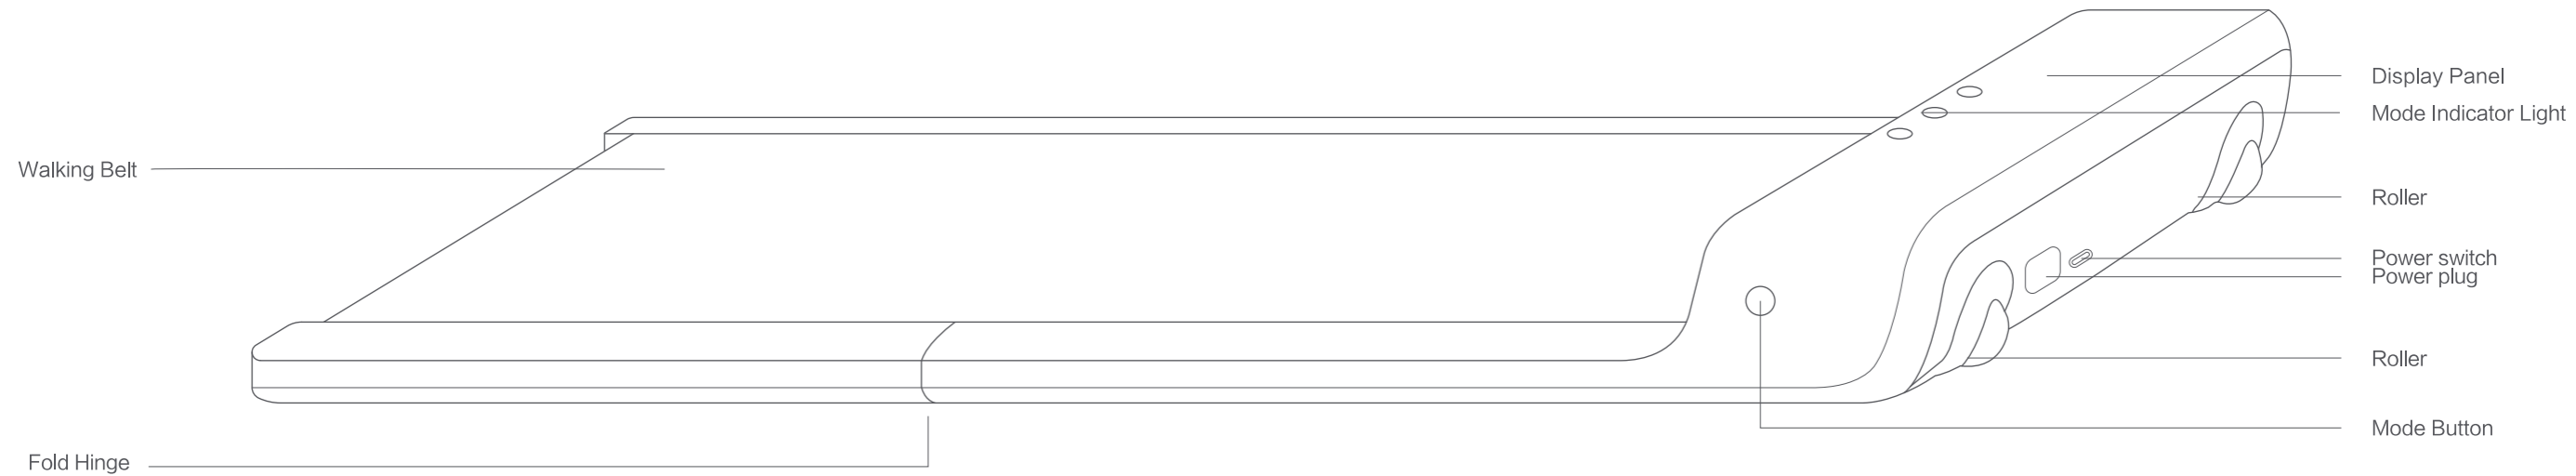 Walking Belt
Fold Hinge
Display Panel
Mode Indicator Light
Roller
Power switch
Power plug
Roller
Mode Button